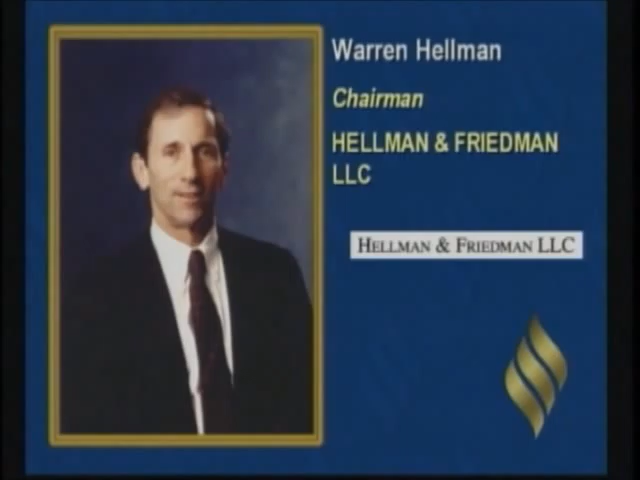 Warren Hellman
Chairman
HELLMAN & FRIEDMAN
LLC
HELLMAN & FRIEDMAN LLC